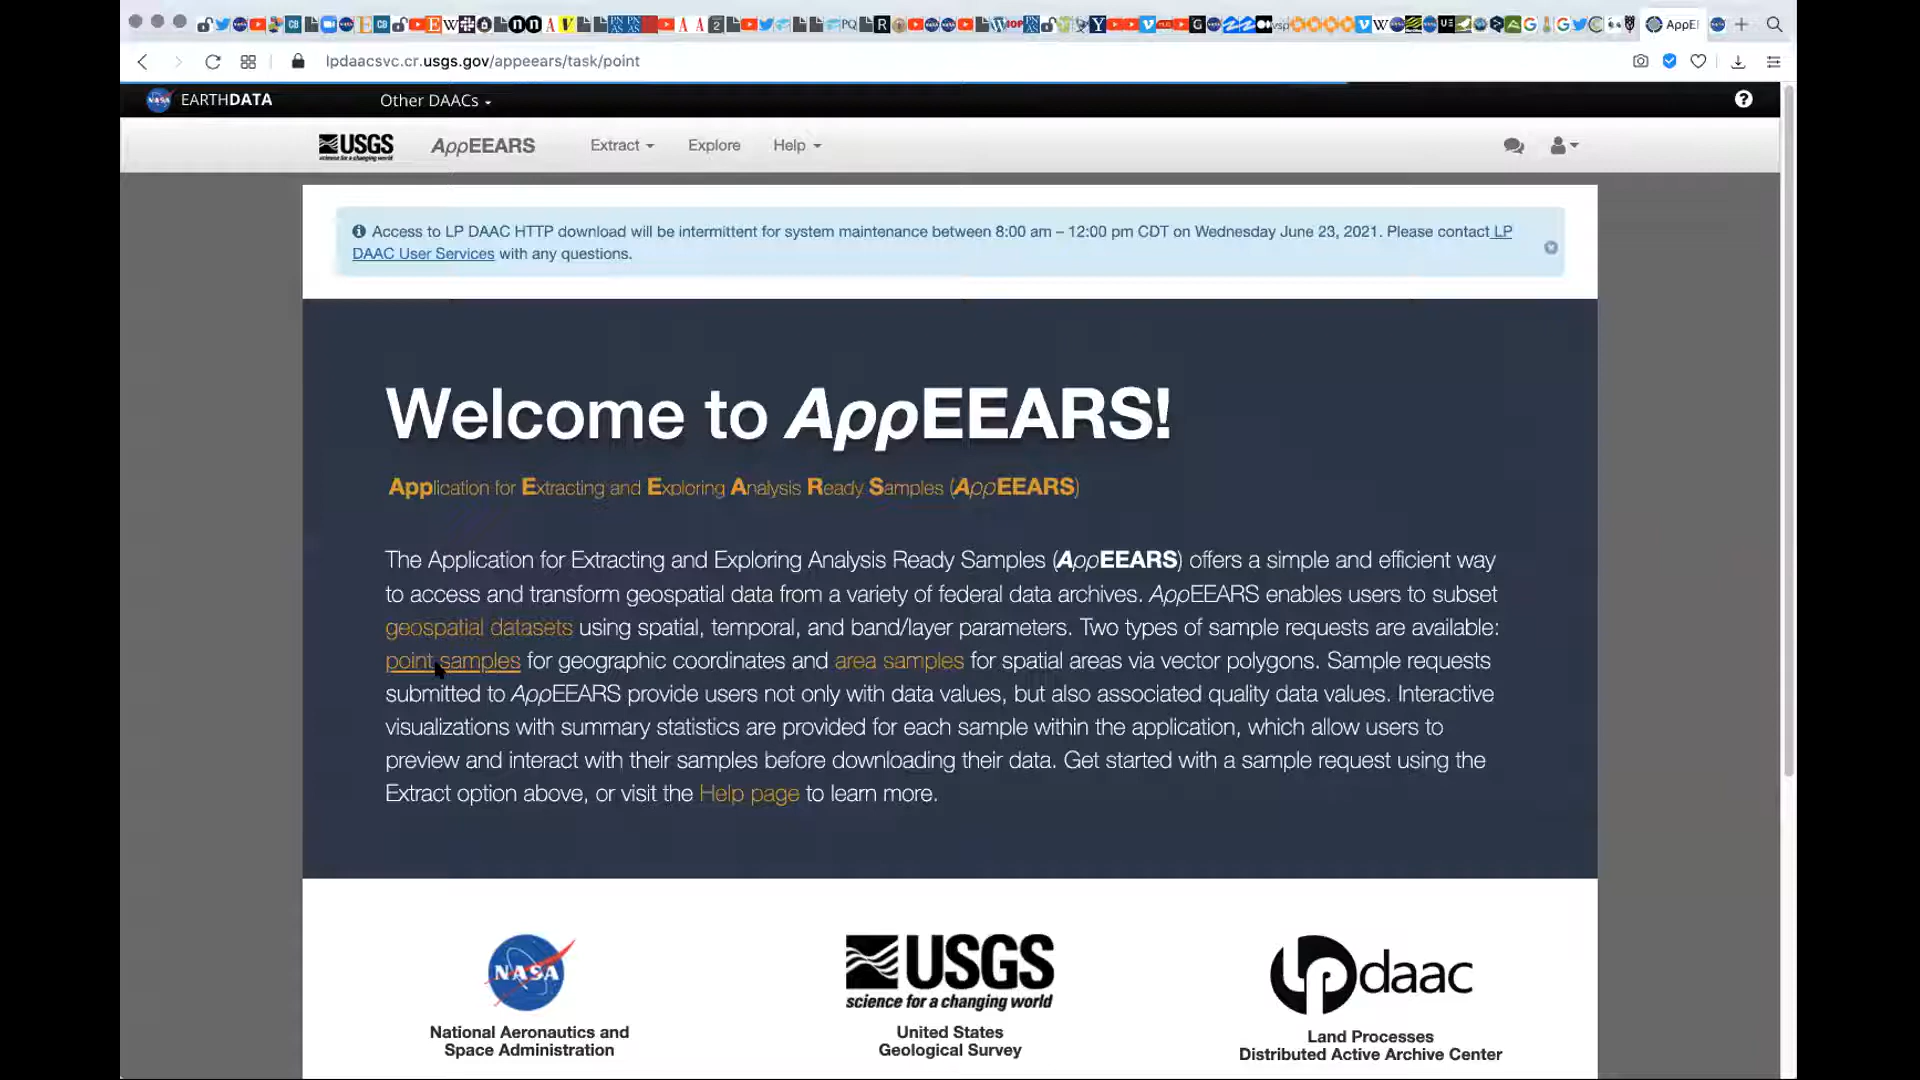 AppE
lpdaacsvc.cr.usgs.gov/appeears/task/point
EARTHDATA
Other DAACs
USGS
science for a changing world
AppEEARS
Extract
Explore
Help
Access to LP DAAC HTTP download will be intermittent for system maintenance between 8:00 am – 12:00 pm CDT on Wednesday June 23, 2021. Please contact LP
DAAC User Services with any questions.
Welcome to AppEEARS!
Application for Extracting and Exploring Analysis Ready Samples (AppEEARS)
The Application for Extracting and Exploring Analysis Ready Samples (AppEEARS) offers a simple and efficient way
to access and transform geospatial data from a variety of federal data archives. AppEEARS enables users to subset
geospatial datasets using spatial, temporal, and band/layer parameters. Two types of sample requests are available:
point samples for geographic coordinates and area samples for spatial areas via vector polygons. Sample requests
submitted to AppEEARS provide users not only with data values, but also associated quality data values. Interactive
visualizations with summary statistics are provided for each sample within the application, which allow users to
preview and interact with their samples before downloading their data. Get started with a sample request using the
Extract option above, or visit the Help page to learn more.
NASA
National Aeronautics and
Space Administration
USGS
science for a changing world
United States
Geological Survey
lpdaac
Land Processes
Distributed Active Archive Center